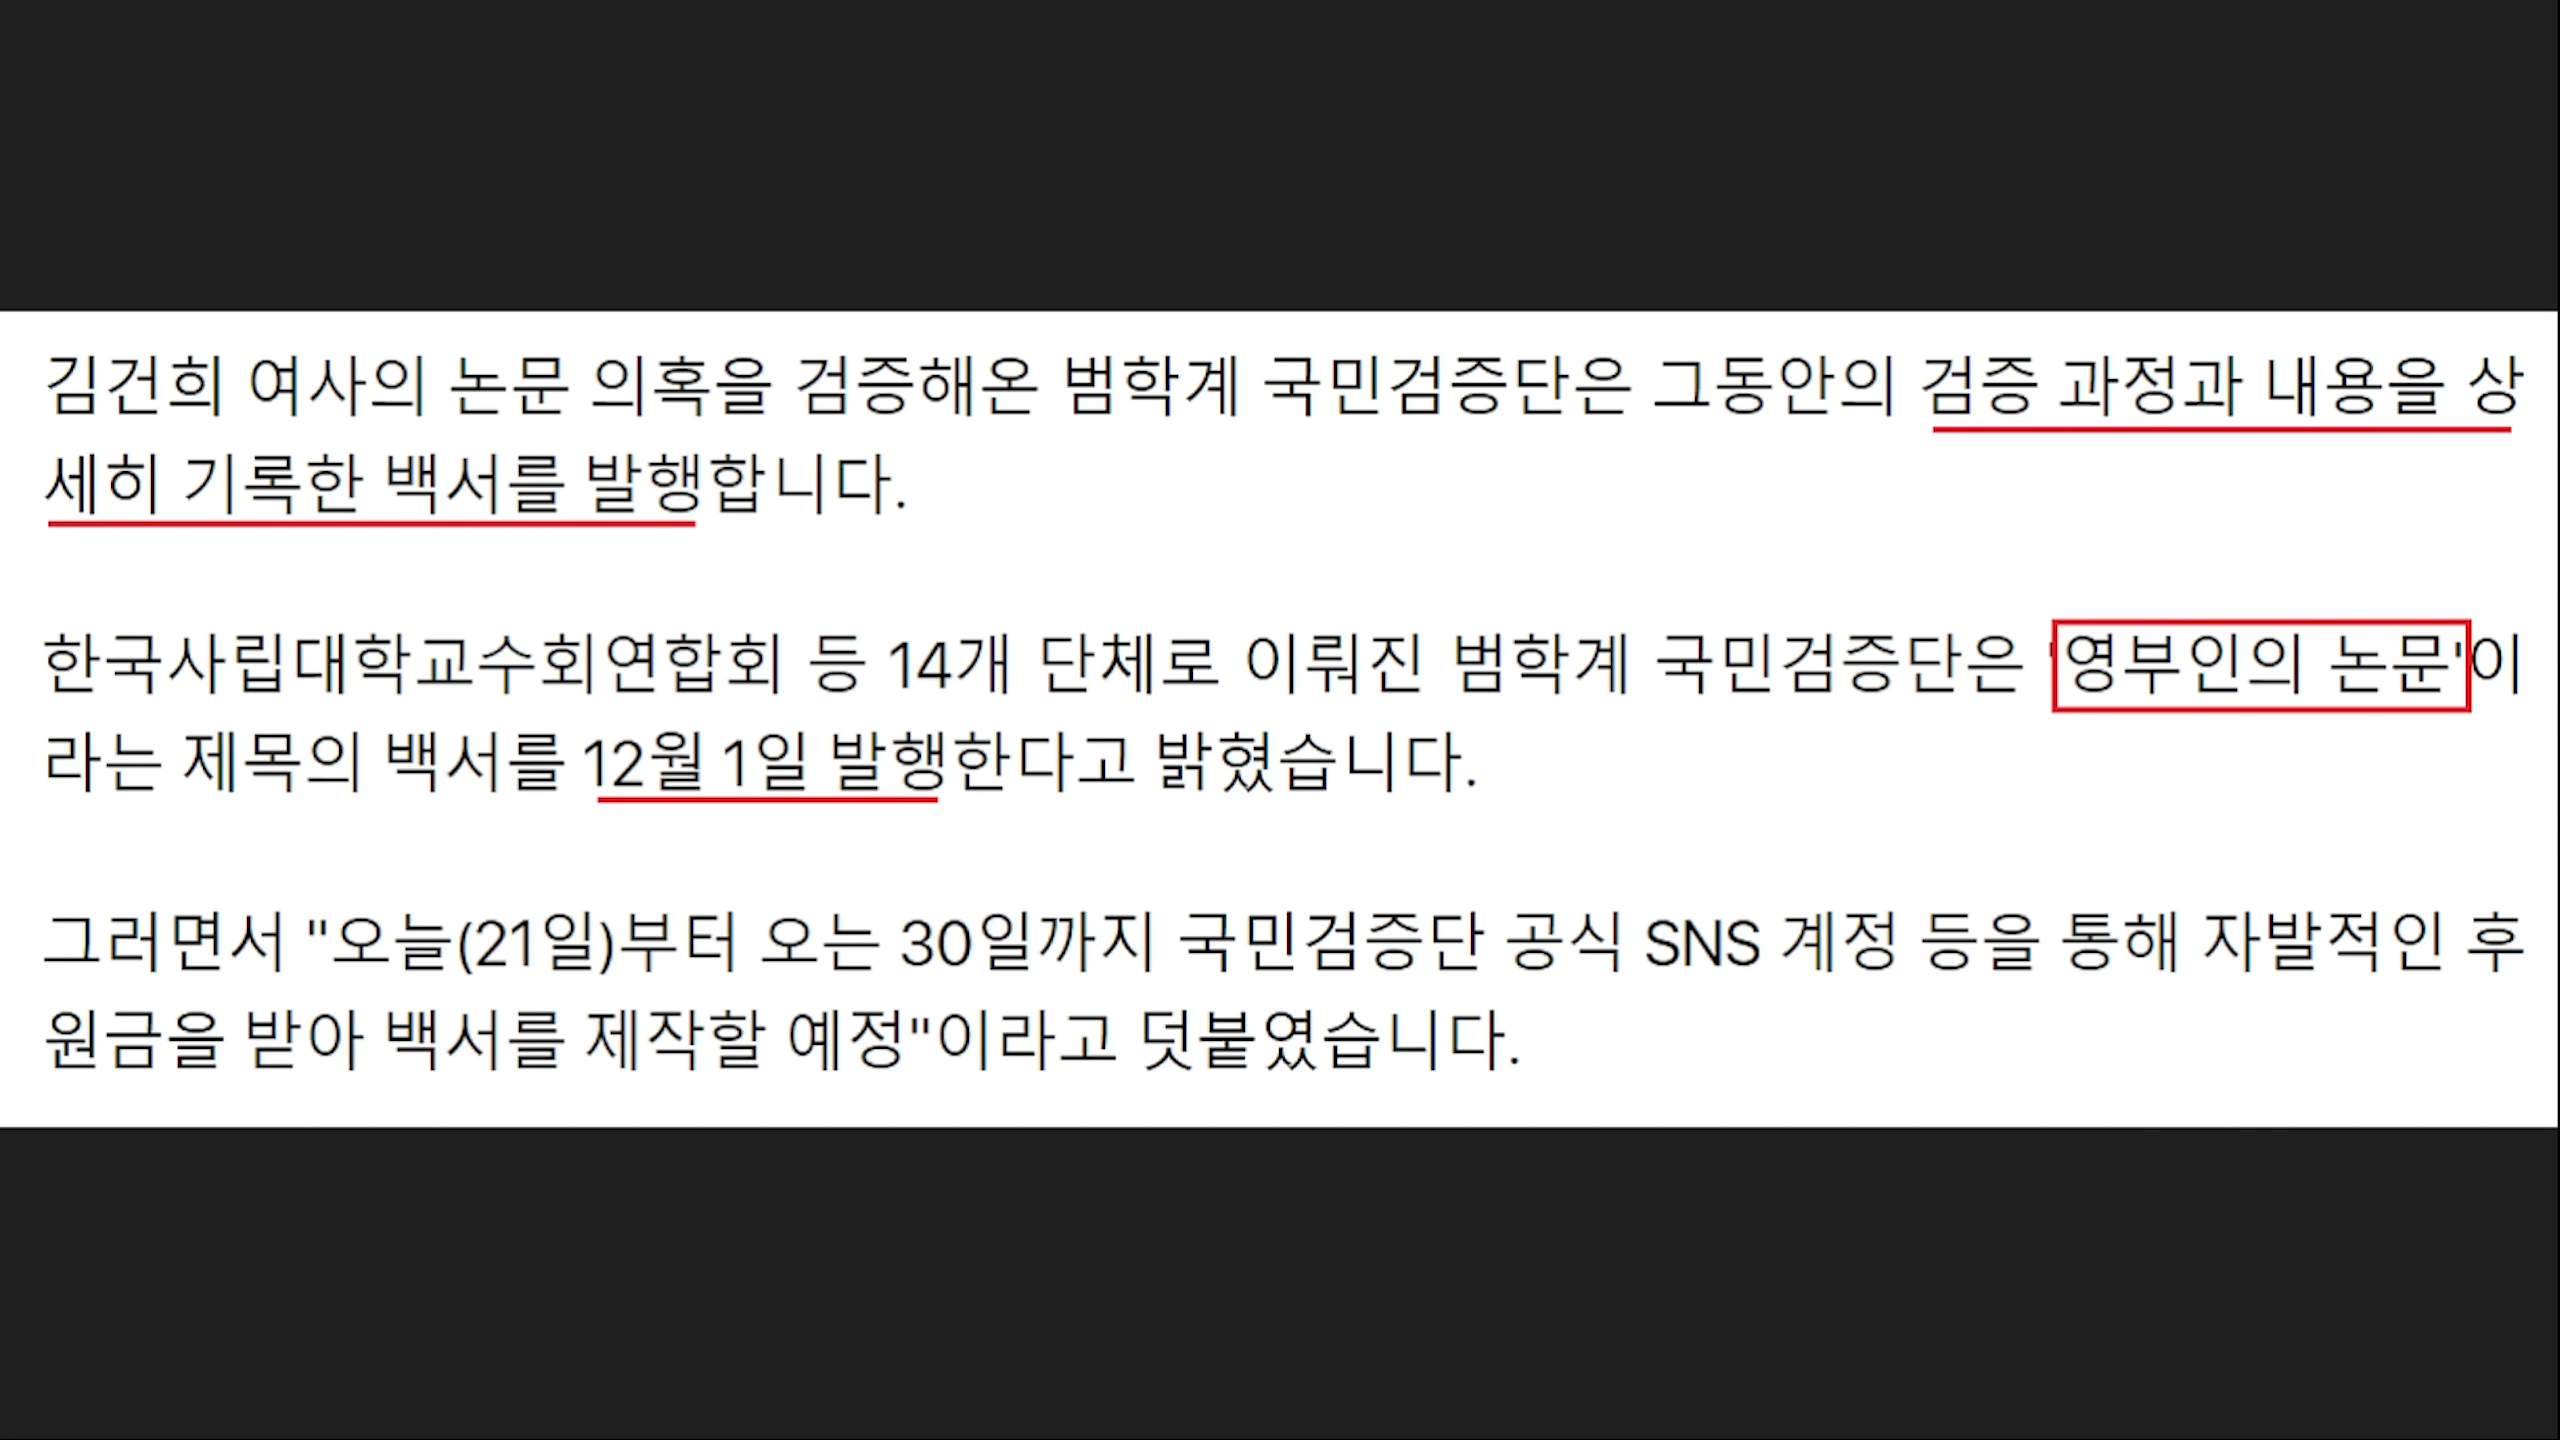 김건희 여사의 논문 의혹을 검증해온 범학계 국민검증단은 그동안의 검증 과정과 내용을 상
세히 기록한 백서를 발행합니다.
한국사립대학교수회연합회 등 14개 단체로 이뤄진 범학계 국민검증단은 '영부인의 논문'이
라는 제목의 백서를 12월 1일 발행한다고 밝혔습니다.
그러면서 "오늘(21일)부터 오는 30일까지 국민검증단 공식 SNS 계정 등을 통해 자발적인 후
원금을 받아 백서를 제작할 예정"이라고 덧붙였습니다.